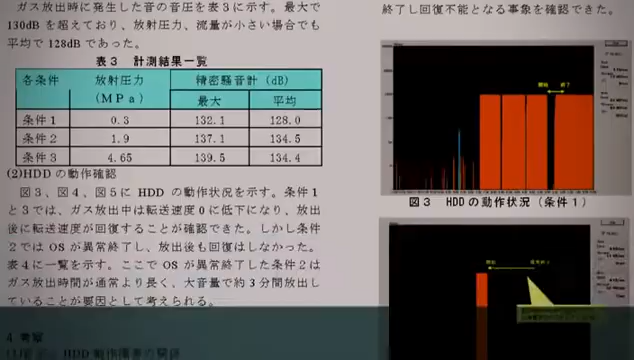 ガス放出時に発生した音の音圧を表3に示す。最大で
130dBを超えており、放射圧力、流量が小さい場合でも
平均で128dBであった。
表3 計測結果一覧
各条件 放射圧力 (MPa) 精密騒音計 (dB)
最大 平均
条件1 0.3 132.1 128.0
条件2 1.9 137.1 134.5
条件3 4.65 139.5 134.4
(2)HDDの動作確認
図3、図4、図5に HDD の動作状況を示す。条件1
と3では、ガス放出中は転送速度0に低下になり、放出
後に転送速度が回復することが確認できた。しかし条件
2ではOSが異常終了し、放出後も回復はしなかった。
表4に一覧を示す。ここでOSが異常終了した条件2は
ガス放出時間が通常より長く、大音量で約3分間放出し
ていることが要因として考えられる。
4 考察
終了し回復不能となる事象を確認できた。
開始 終了
図3 HDDの動作状況（条件1）
開始